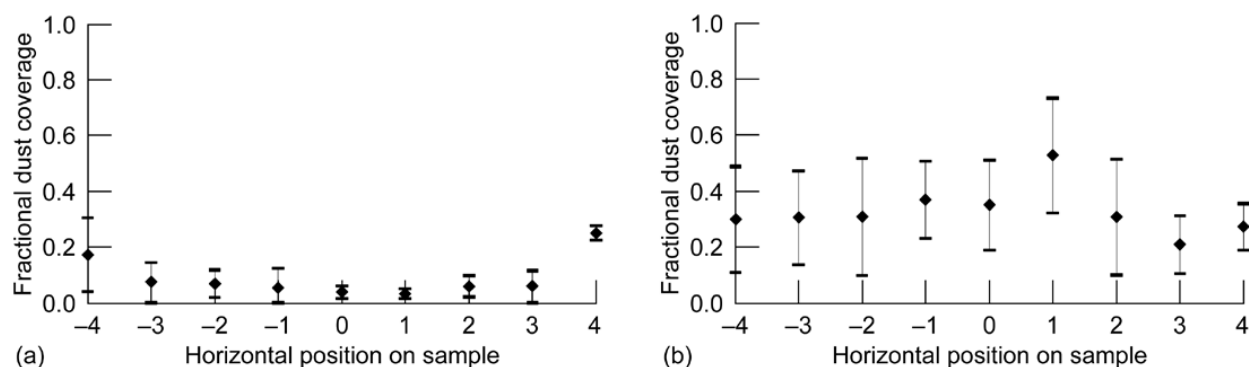 1.0
0.8
0.6
0.4
0.2
0.0
Fractional dust coverage
–4 –3 –2 –1 0 1 2 3 4
(a) Horizontal position on sample
1.0
0.8
0.6
0.4
0.2
0.0
Fractional dust coverage
–4 –3 –2 –1 0 1 2 3 4
(b) Horizontal position on sample